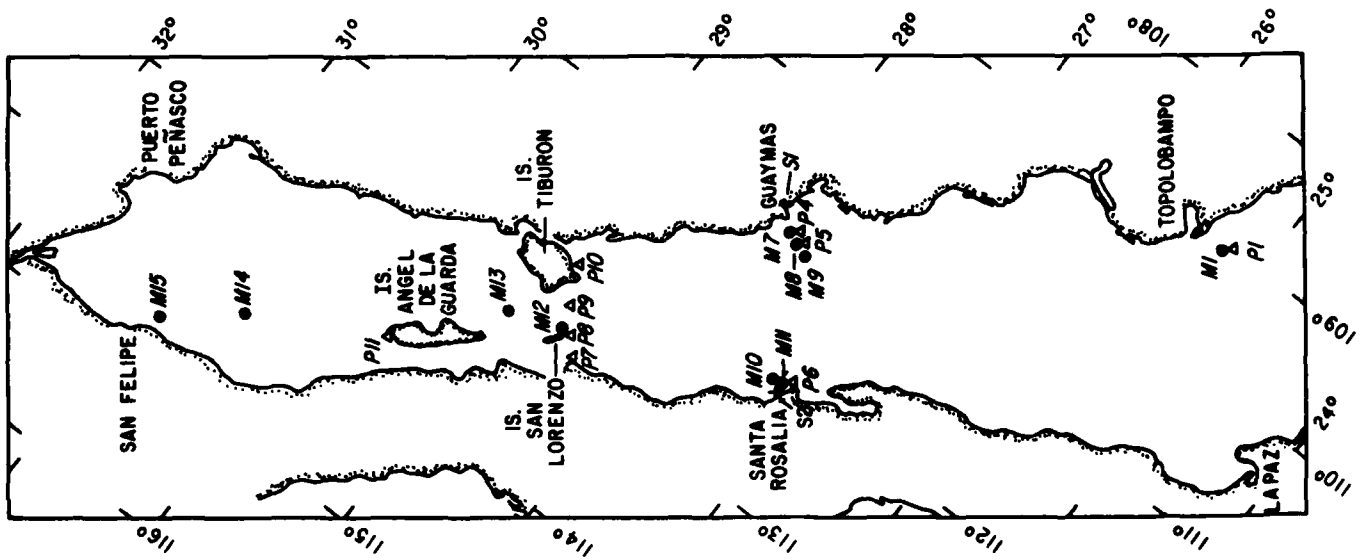 32°
31°
30°
29°
28°
27°
108°
26°
PUERTO
PEÑASCO
IS.
TIBURON
GUAYMAS
S1
TOPOLOBAMPO
25°
M7
P4
M8
P5
M9
M1
P1
IS.
ANGEL
DE LA
GUARDA
M15
M14
M13
P10
M12
P9
P8
P7
P11
109°
SAN FELIPE
IS.
SAN
LORENZO
M10
M11
P6
S2
SANTA
ROSALIA
24°
LA PAZ
110°
116°
115°
114°
113°
112°
111°